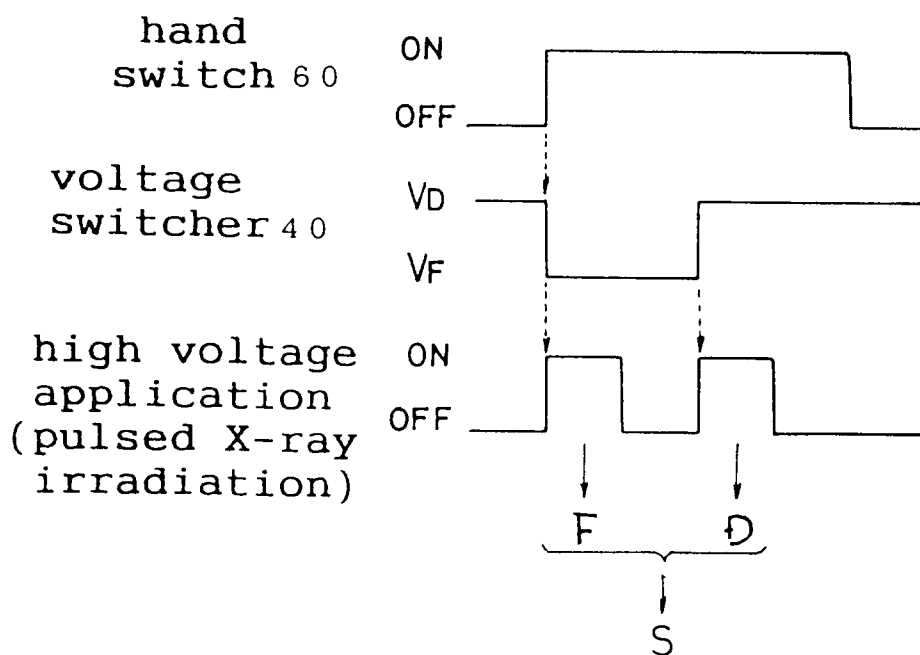 hand
switch 60
ON
OFF
voltage
switcher 40
VD
VF
high voltage
application
(pulsed X-ray
irradiation)
ON
OFF
F D
S